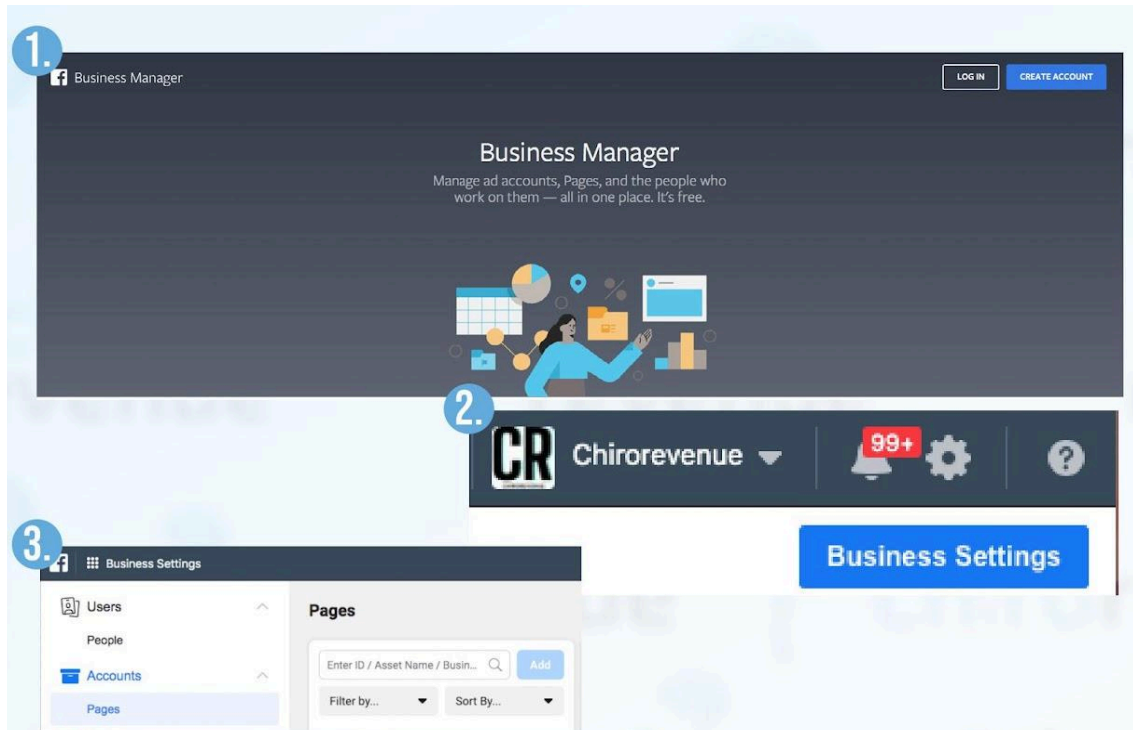 1.
Business Manager
LOG IN
CREATE ACCOUNT
Business Manager
Manage ad accounts, Pages, and the people who
work on them — all in one place. It's free.
2.
CR
Chirorevenue
99+
?
Business Settings
3.
Business Settings
Users
People
Accounts
Pages
Pages
Enter ID / Asset Name / Busin...
Add
Filter by...
Sort By...